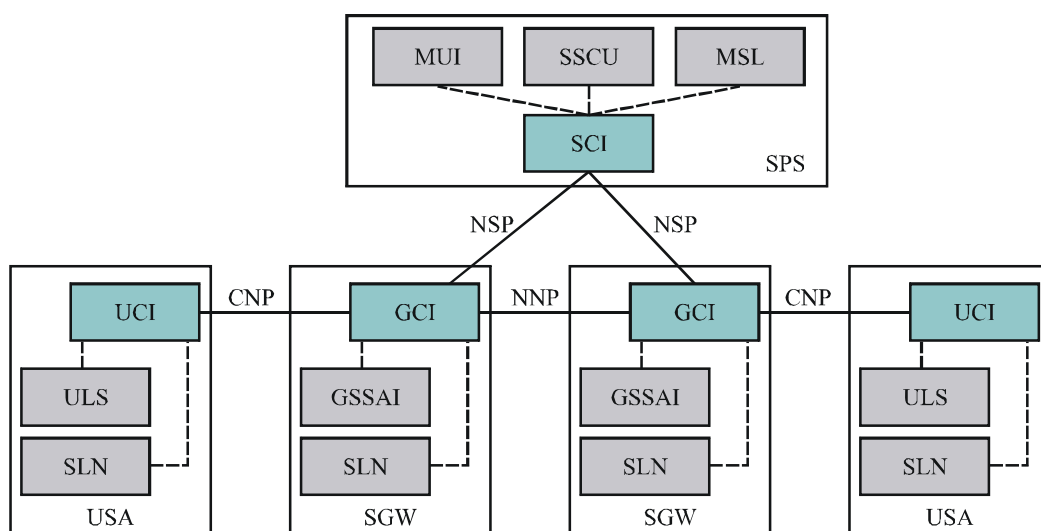 MUI SSCU MSL
SCI
SPS
NSP NSP
CNP NNP CNP
UCI GCI GCI UCI
ULS GSSAI GSSAI ULS
SLN SLN SLN SLN
USA SGW SGW USA